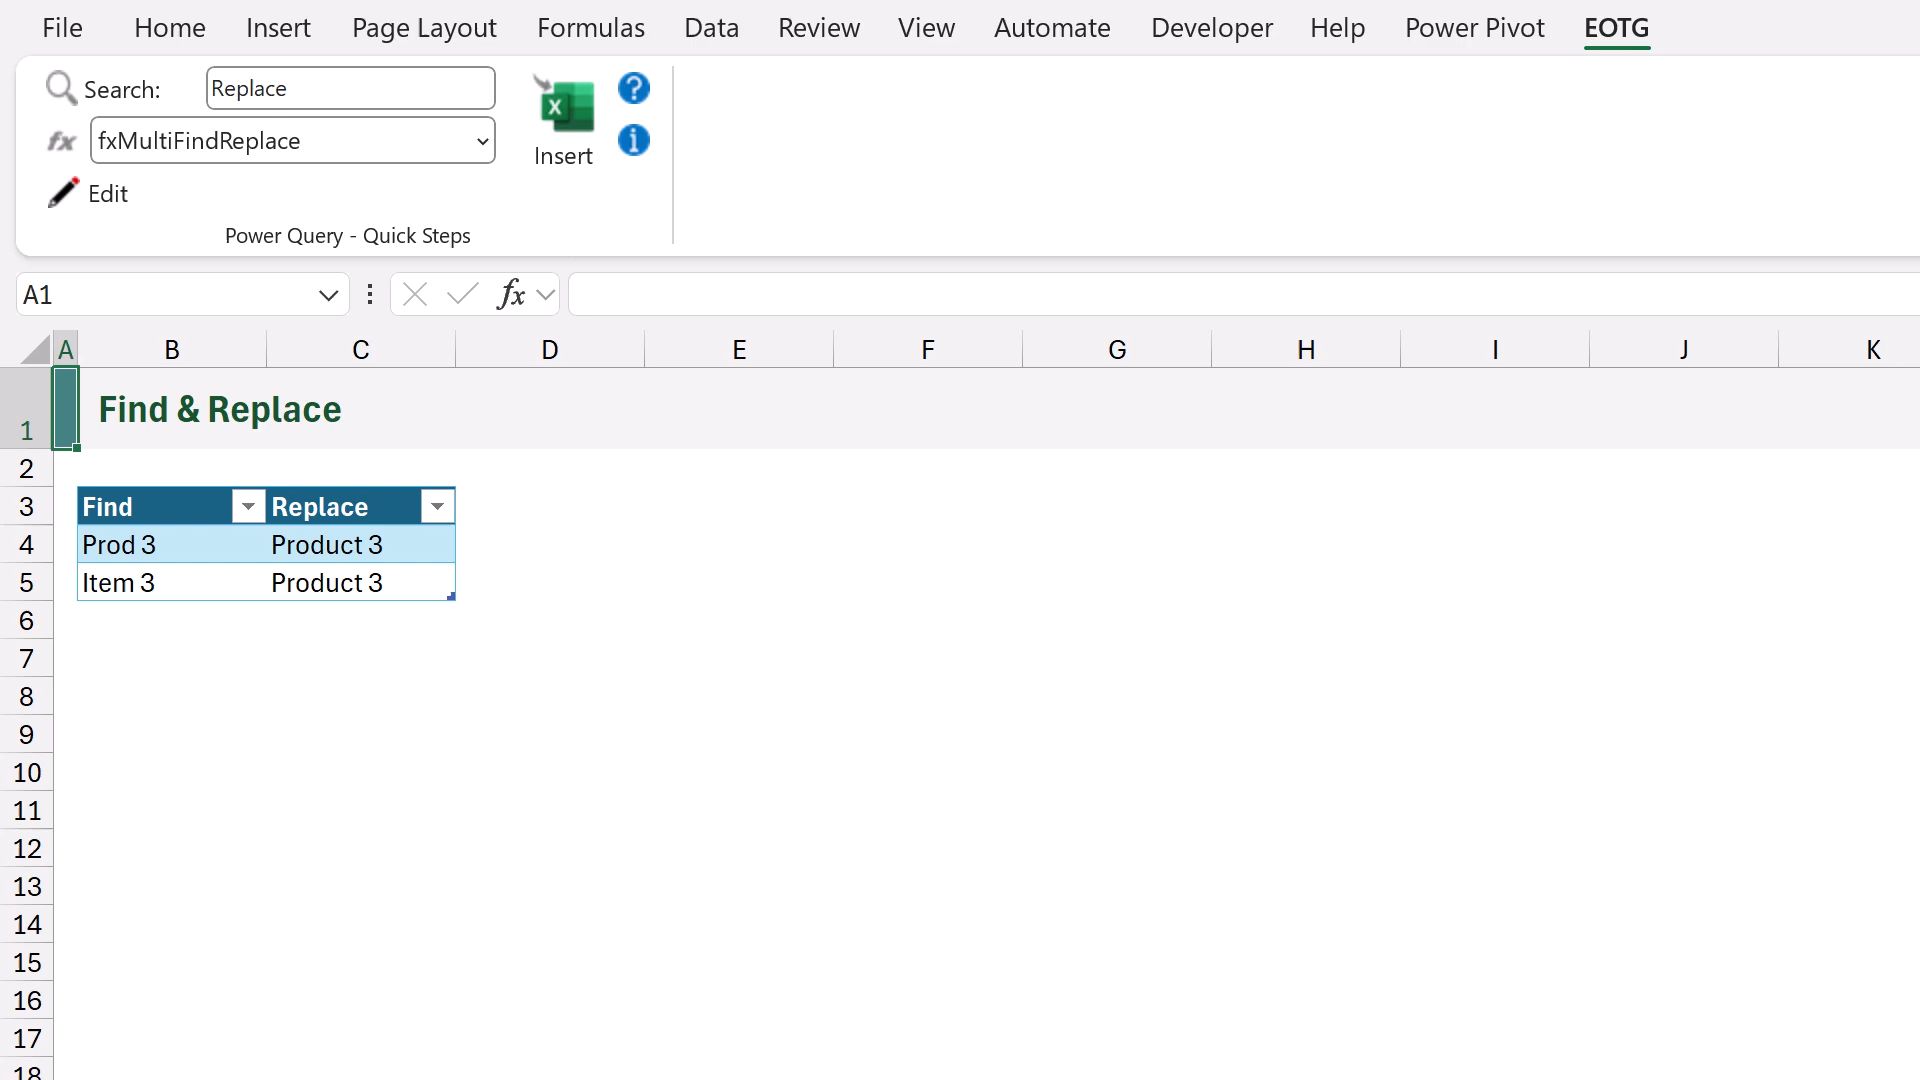 File Home Insert Page Layout Formulas Data Review View Automate Developer Help Power Pivot EOTG
Search: Replace
fx fxMultiFindReplace
Edit
Insert
?
i
Power Query - Quick Steps
A1 fx
A B C D E F G H I J K
1 Find & Replace
2
3 Find Replace
4 Prod 3 Product 3
5 Item 3 Product 3
6
7
8
9
10
11
12
13
14
15
16
17
18